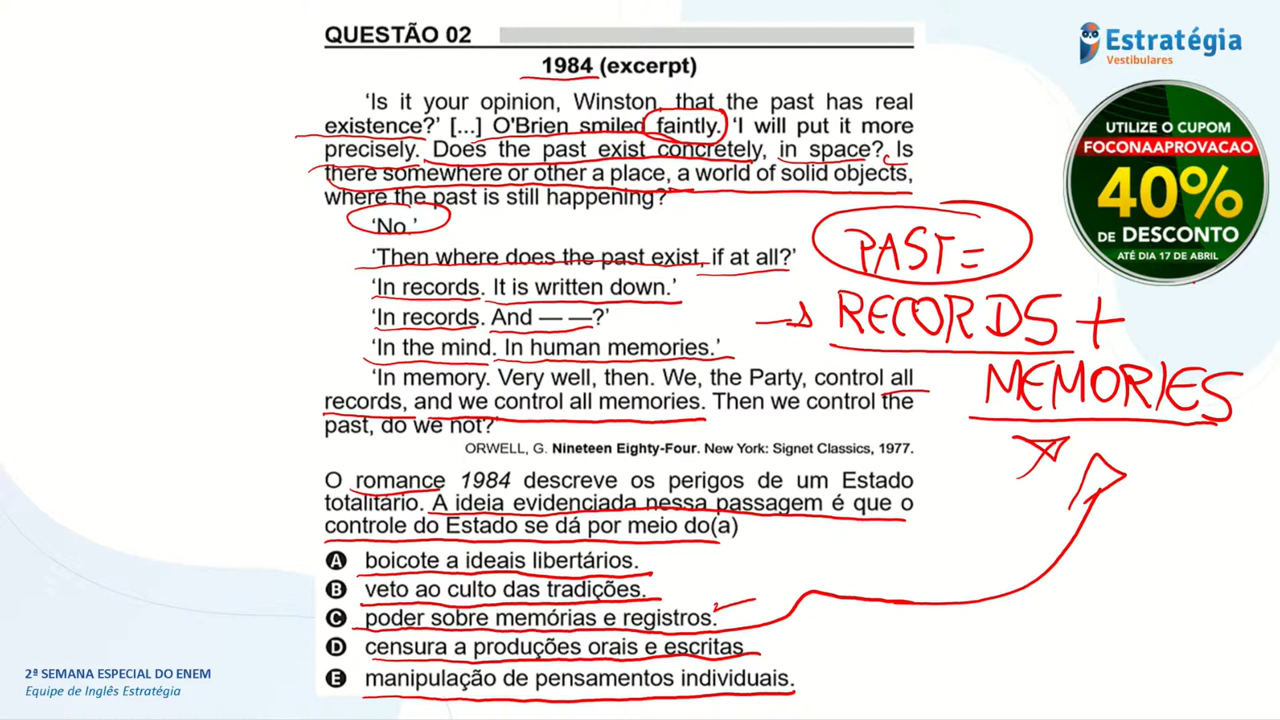 QUESTÃO 02
1984 (excerpt)
‘Is it your opinion, Winston, that the past has real
existence?’ [...] O'Brien smiled faintly. ‘I will put it more
precisely. Does the past exist concretely, in space? Is
there somewhere or other a place, a world of solid objects,
where the past is still happening?’
‘No.’
‘Then where does the past exist, if at all?’
‘In records. It is written down.’
‘In records. And — —?’
‘In the mind. In human memories.’
‘In memory. Very well, then. We, the Party, control all
records, and we control all memories. Then we control the
past, do we not?’
ORWELL, G. Nineteen Eighty-Four. New York: Signet Classics, 1977.
O romance 1984 descreve os perigos de um Estado
totalitário. A ideia evidenciada nessa passagem é que o
controle do Estado se dá por meio do(a)
A boicote a ideais libertários.
B veto ao culto das tradições.
C poder sobre memórias e registros.
D censura a produções orais e escritas
E manipulação de pensamentos individuais.
PAST =
RECORDS +
MEMORIES
Estratégia
Vestibulares
UTILIZE O CUPOM
FOCONAAPROVACAO
40%
DE DESCONTO
ATÉ DIA 17 DE ABRIL
2ª SEMANA ESPECIAL DO ENEM
Equipe de Inglês Estratégia